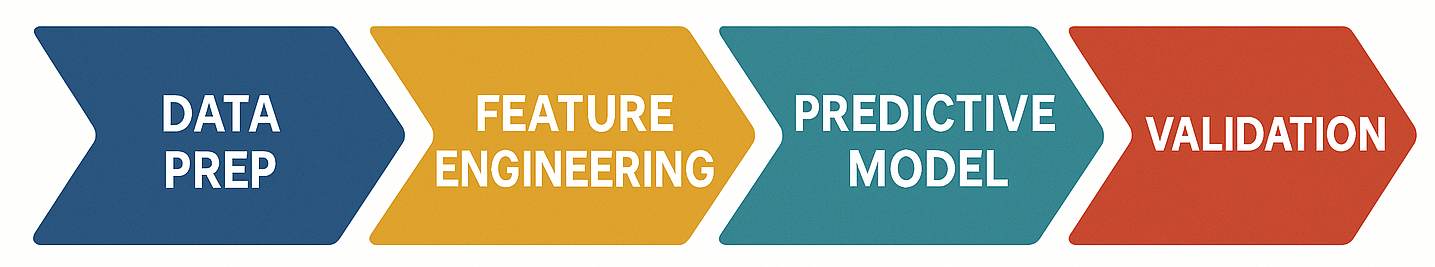 DATA
PREP
FEATURE
ENGINEERING
PREDICTIVE
MODEL
VALIDATION